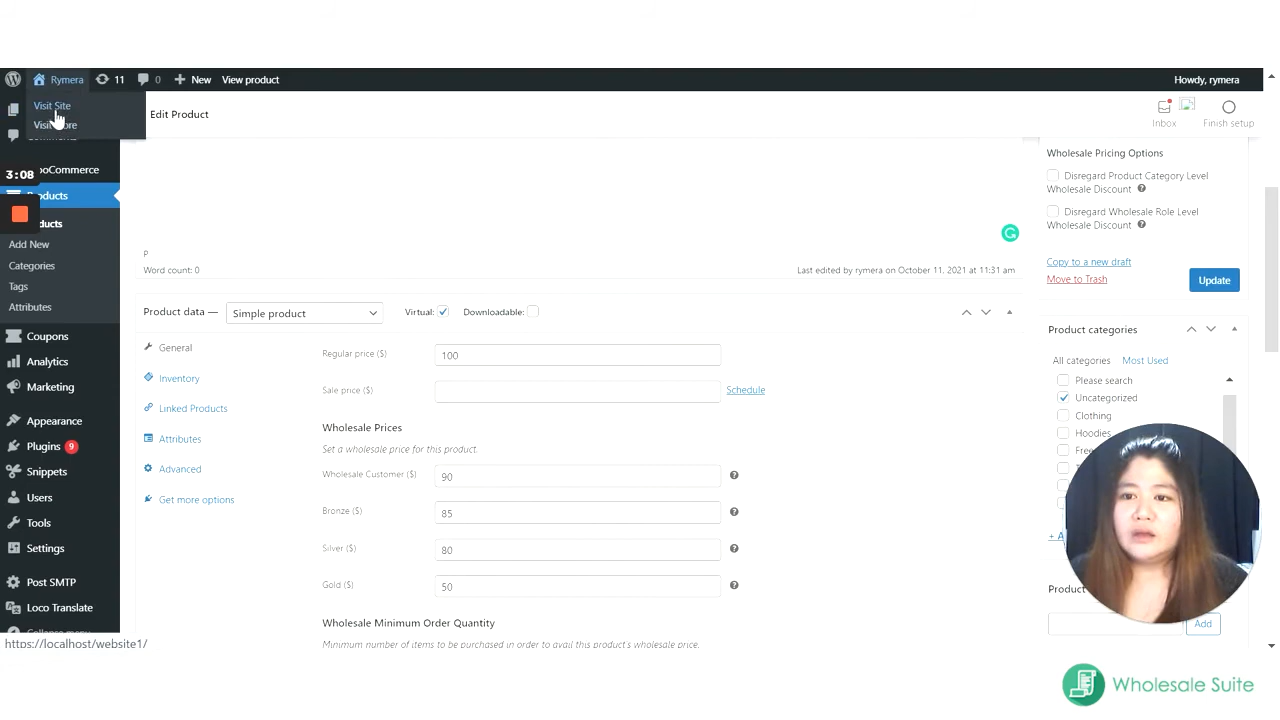 Rymera 11 0 New View product Howdy, rymera
Visit Site
Visit Store
Edit Product
Inbox
Finish setup
3:08
ooCommerce
Products
Add New
Categories
Tags
Attributes
Coupons
Analytics
Marketing
Appearance
Plugins 9
Snippets
Users
Tools
Settings
Post SMTP
Loco Translate
Collapse menu
https://localhost/website1/
P
Word count: 0
Last edited by rymera on October 11, 2021 at 11:31 am
Product data — Simple product Virtual: Downloadable:
General
Inventory
Linked Products
Attributes
Advanced
Get more options
Regular price ($) 100
Sale price ($) Schedule
Wholesale Prices
Set a wholesale price for this product.
Wholesale Customer ($) 90
Bronze ($) 85
Silver ($) 80
Gold ($) 50
Wholesale Minimum Order Quantity
Minimum number of items to be purchased in order to avail this product's wholesale price.
Wholesale Pricing Options
Disregard Product Category Level
Wholesale Discount
Disregard Wholesale Role Level
Wholesale Discount
Copy to a new draft
Move to Trash
Update
Product categories
All categories Most Used
Please search
Uncategorized
Clothing
Hoodies
Free
+ A
Product
Add
Wholesale Suite